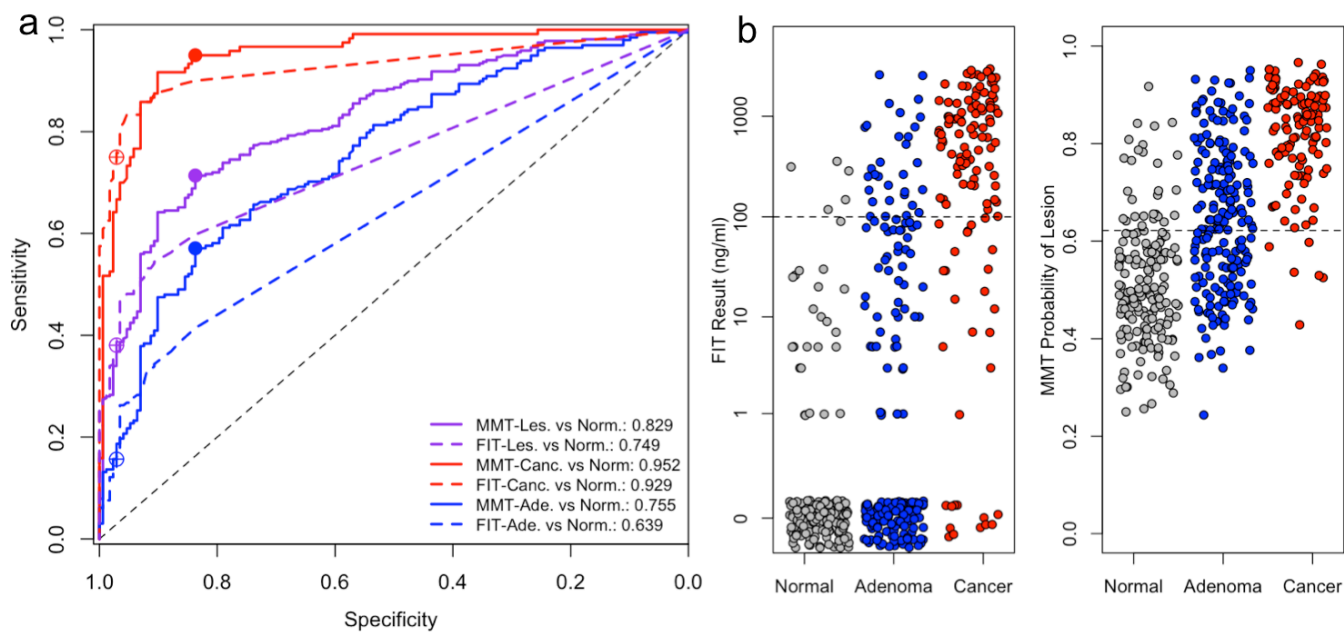 a
1.0
0.8
0.6
0.4
0.2
0.0
Sensitivity
1.0
0.8
0.6
0.4
0.2
0.0
Specificity
MMT-Les. vs Norm.: 0.829
FIT-Les. vs Norm.: 0.749
MMT-Canc. vs Norm: 0.952
FIT-Canc. vs Norm.: 0.929
MMT-Ade. vs Norm.: 0.755
FIT-Ade. vs Norm.: 0.639
b
1000
100
10
1
0
FIT Result (ng/ml)
Normal
Adenoma
Cancer
1.0
0.8
0.6
0.4
0.2
0.0
MMT Probability of Lesion
Normal
Adenoma
Cancer